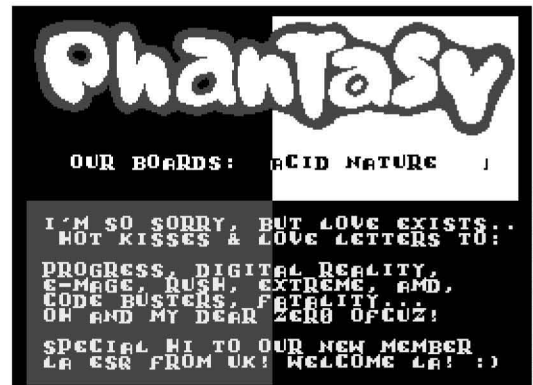 PHANTASY
OUR BOARDS: ACID NATURE
I'M SO SORRY, BUT LOVE EXISTS..
HOT KISSES & LOVE LETTERS TO:
PROGRESS, DIGITAL REALITY,
E-MAGE, RUSH, EXTREME, AMD,
CODE BUSTERS, FATALITY...
OH AND MY DEAR ZER0 OFCUZ!
SPECIAL HI TO OUR NEW MEMBER
LA ESR FROM UK! WELCOME LA! :)